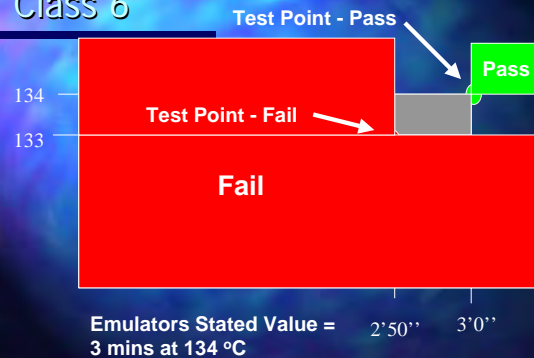 Class 6
Test Point - Pass
Pass
134
Test Point - Fail
133
Fail
Emulators Stated Value =
3 mins at 134 ºC
2'50'' 3'0''